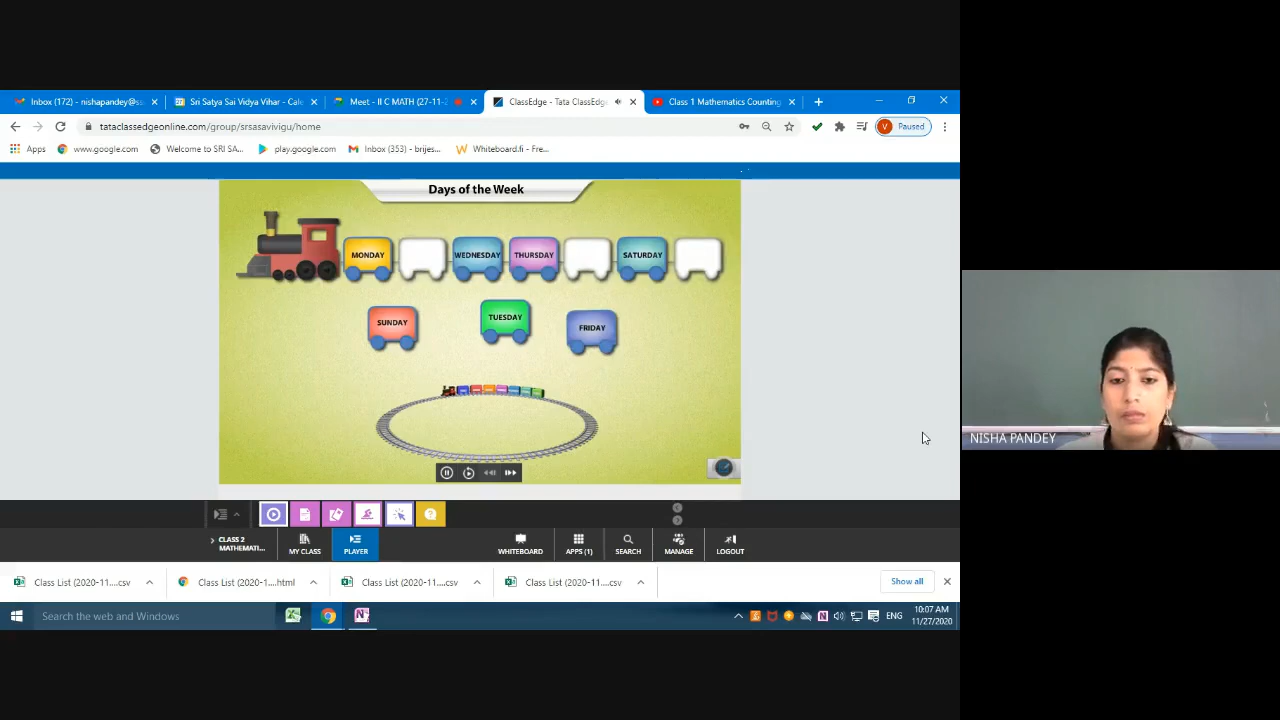 Inbox (172) - nishapandey@ss
Sri Satya Sai Vidya Vihar - Cale
Meet - II C MATH (27-11-2
ClassEdge - Tata ClassEdge
Class 1 Mathematics Counting
tataclassedgeonline.com/group/srsasavivigu/home
V Paused
Apps
www.google.com
Welcome to SRI SA...
play.google.com
Inbox (353) - brijes...
Whiteboard.fi - Fre...
Days of the Week
MONDAY
WEDNESDAY
THURSDAY
SATURDAY
SUNDAY
TUESDAY
FRIDAY
NISHA PANDEY
CLASS 2
MATHEMATI...
MY CLASS
PLAYER
WHITEBOARD
APPS (1)
SEARCH
MANAGE
LOGOUT
Class List (2020-11....csv
Class List (2020-1....html
Class List (2020-11....csv
Class List (2020-11....csv
Show all
Search the web and Windows
ENG
10:07 AM
11/27/2020